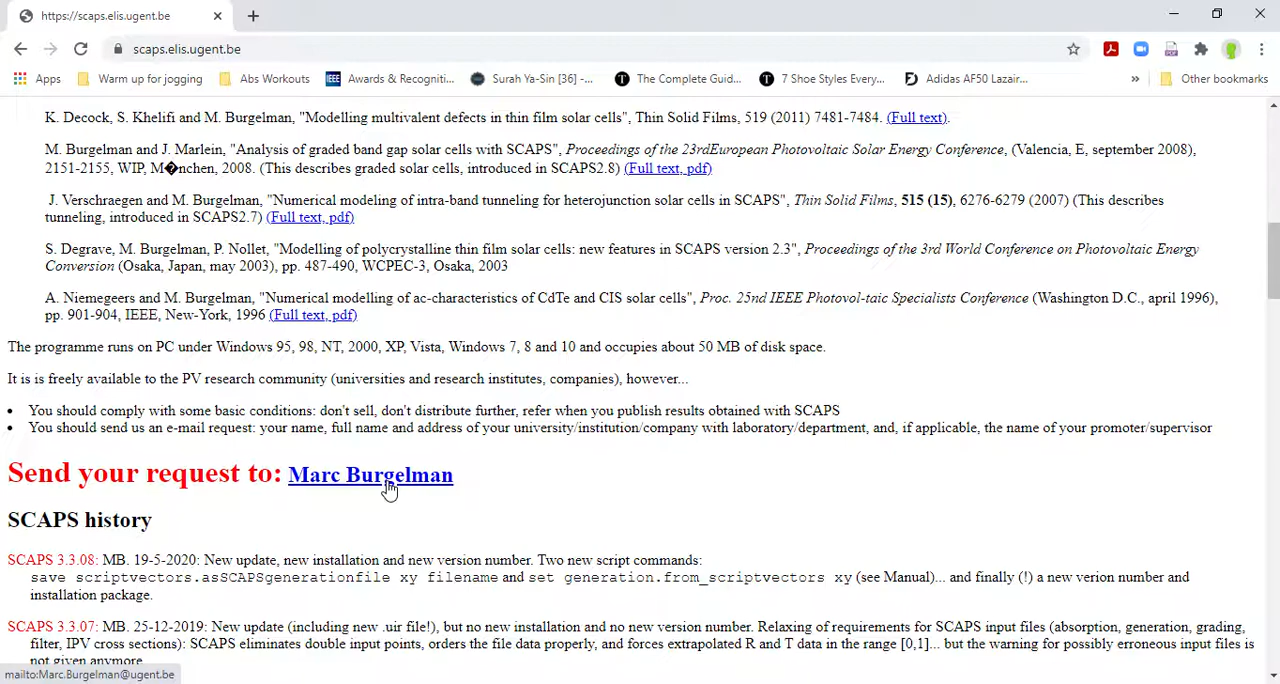 https://scaps.elis.ugent.be
scaps.elis.ugent.be
Apps
Warm up for jogging
Abs Workouts
IEEE
Awards & Recogniti...
Surah Ya-Sin [36] -...
T
The Complete Guid...
T
7 Shoe Styles Every...
Adidas AF50 Lazair...
»
Other bookmarks
K. Decock, S. Khelifi and M. Burgelman, "Modelling multivalent defects in thin film solar cells", Thin Solid Films, 519 (2011) 7481-7484. (Full text).
M. Burgelman and J. Marlein, "Analysis of graded band gap solar cells with SCAPS", Proceedings of the 23rdEuropean Photovoltaic Solar Energy Conference, (Valencia, E, september 2008),
2151-2155, WIP, M�nchen, 2008. (This describes graded solar cells, introduced in SCAPS2.8) (Full text, pdf)
J. Verschraegen and M. Burgelman, "Numerical modeling of intra-band tunneling for heterojunction solar cells in SCAPS", Thin Solid Films, 515 (15), 6276-6279 (2007) (This describes
tunneling, introduced in SCAPS2.7) (Full text, pdf)
S. Degrave, M. Burgelman, P. Nollet, "Modelling of polycrystalline thin film solar cells: new features in SCAPS version 2.3", Proceedings of the 3rd World Conference on Photovoltaic Energy
Conversion (Osaka, Japan, may 2003), pp. 487-490, WCPEC-3, Osaka, 2003
A. Niemegeers and M. Burgelman, "Numerical modelling of ac-characteristics of CdTe and CIS solar cells", Proc. 25nd IEEE Photovol-taic Specialists Conference (Washington D.C., april 1996),
pp. 901-904, IEEE, New-York, 1996 (Full text, pdf)
The programme runs on PC under Windows 95, 98, NT, 2000, XP, Vista, Windows 7, 8 and 10 and occupies about 50 MB of disk space.
It is is freely available to the PV research community (universities and research institutes, companies), however...
• You should comply with some basic conditions: don't sell, don't distribute further, refer when you publish results obtained with SCAPS
• You should send us an e-mail request: your name, full name and address of your university/institution/company with laboratory/department, and, if applicable, the name of your promoter/supervisor
Send your request to: Marc Burgelman
SCAPS history
SCAPS 3.3.08: MB. 19-5-2020: New update, new installation and new version number. Two new script commands:
save scriptvectors.asSCAPSgenerationfile xy filename and set generation.from_scriptvectors xy (see Manual)... and finally (!) a new verion number and
installation package.
SCAPS 3.3.07: MB. 25-12-2019: New update (including new .uir file!), but no new installation and no new version number. Relaxing of requirements for SCAPS input files (absorption, generation, grading,
filter, IPV cross sections): SCAPS eliminates double input points, orders the file data properly, and forces extrapolated R and T data in the range [0,1]... but the warning for possibly erroneous input files is
not given anymore
mailto:Marc.Burgelman@ugent.be